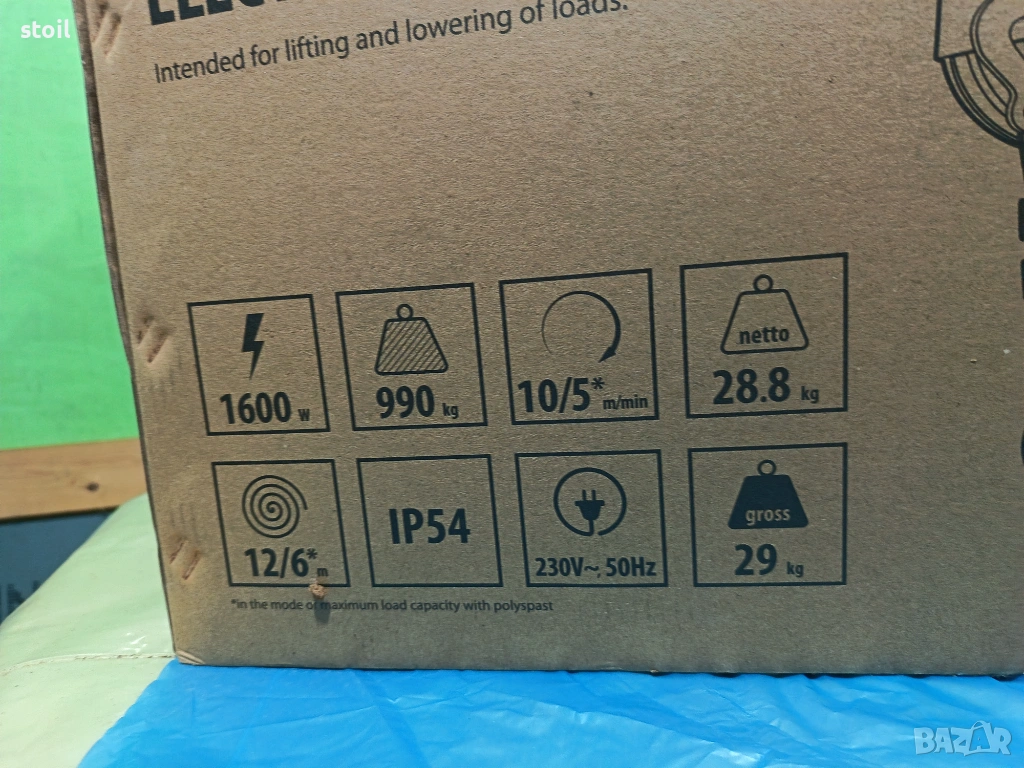 stoil
Intended for lifting and lowering of loads.
1600 W
990 kg
10/5* m/min
netto
28.8 kg
12/6* m
IP54
230V~, 50Hz
gross
29 kg
*in the mode of maximum load capacity with polyspast
BAZAR